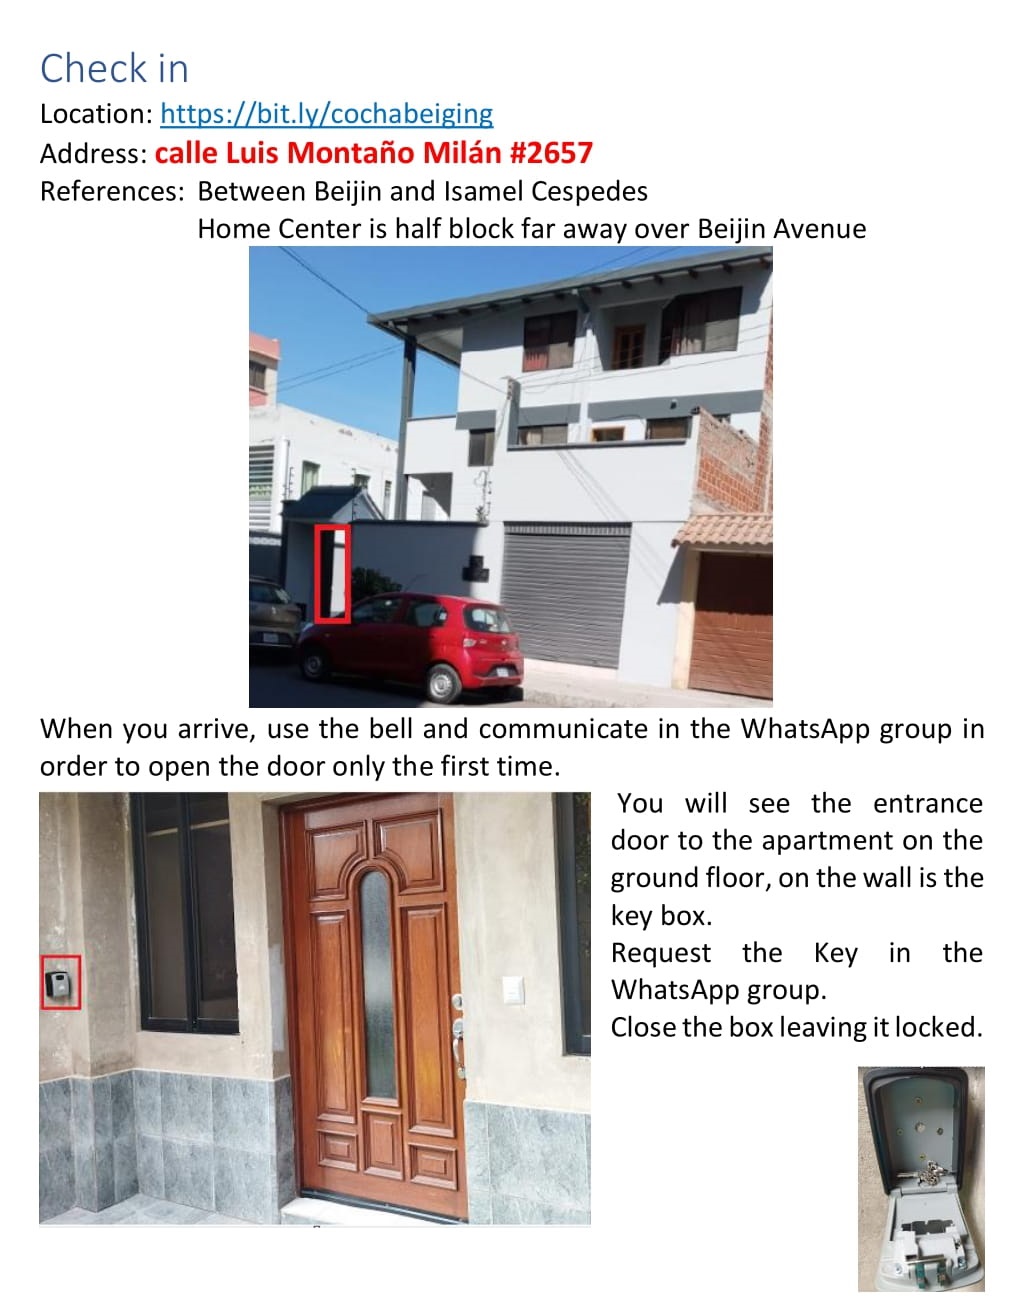 Check in
Location: https://bit.ly/cochabeiging
Address: calle Luis Montaño Milán #2657
References: Between Beijin and Isamel Cespedes
Home Center is half block far away over Beijin Avenue
When you arrive, use the bell and communicate in the WhatsApp group in
order to open the door only the first time.
You will see the entrance
door to the apartment on the
ground floor, on the wall is the
key box.
Request the Key in the
WhatsApp group.
Close the box leaving it locked.